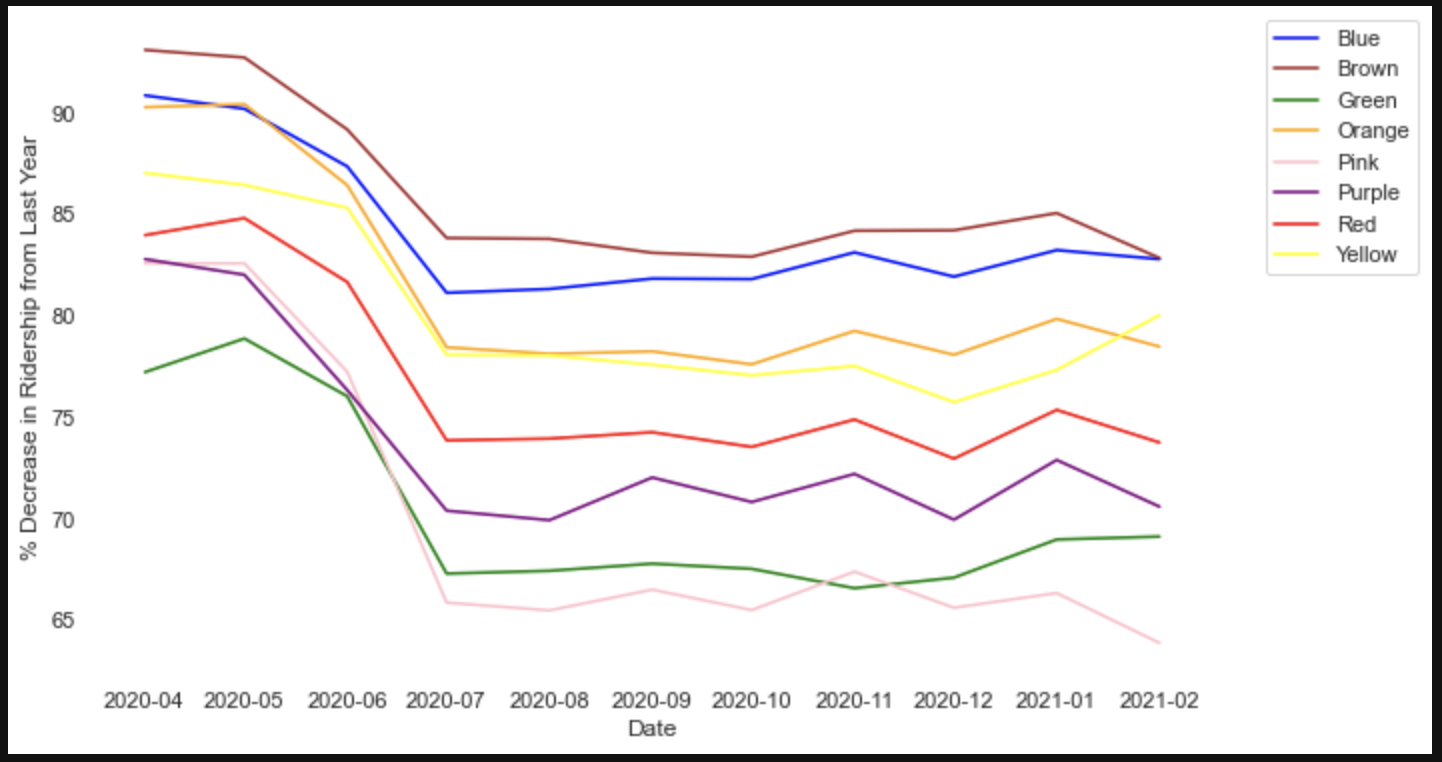 % Decrease in Ridership from Last Year
90
85
80
75
70
65
2020-04 2020-05 2020-06 2020-07 2020-08 2020-09 2020-10 2020-11 2020-12 2021-01 2021-02
Date
Blue
Brown
Green
Orange
Pink
Purple
Red
Yellow